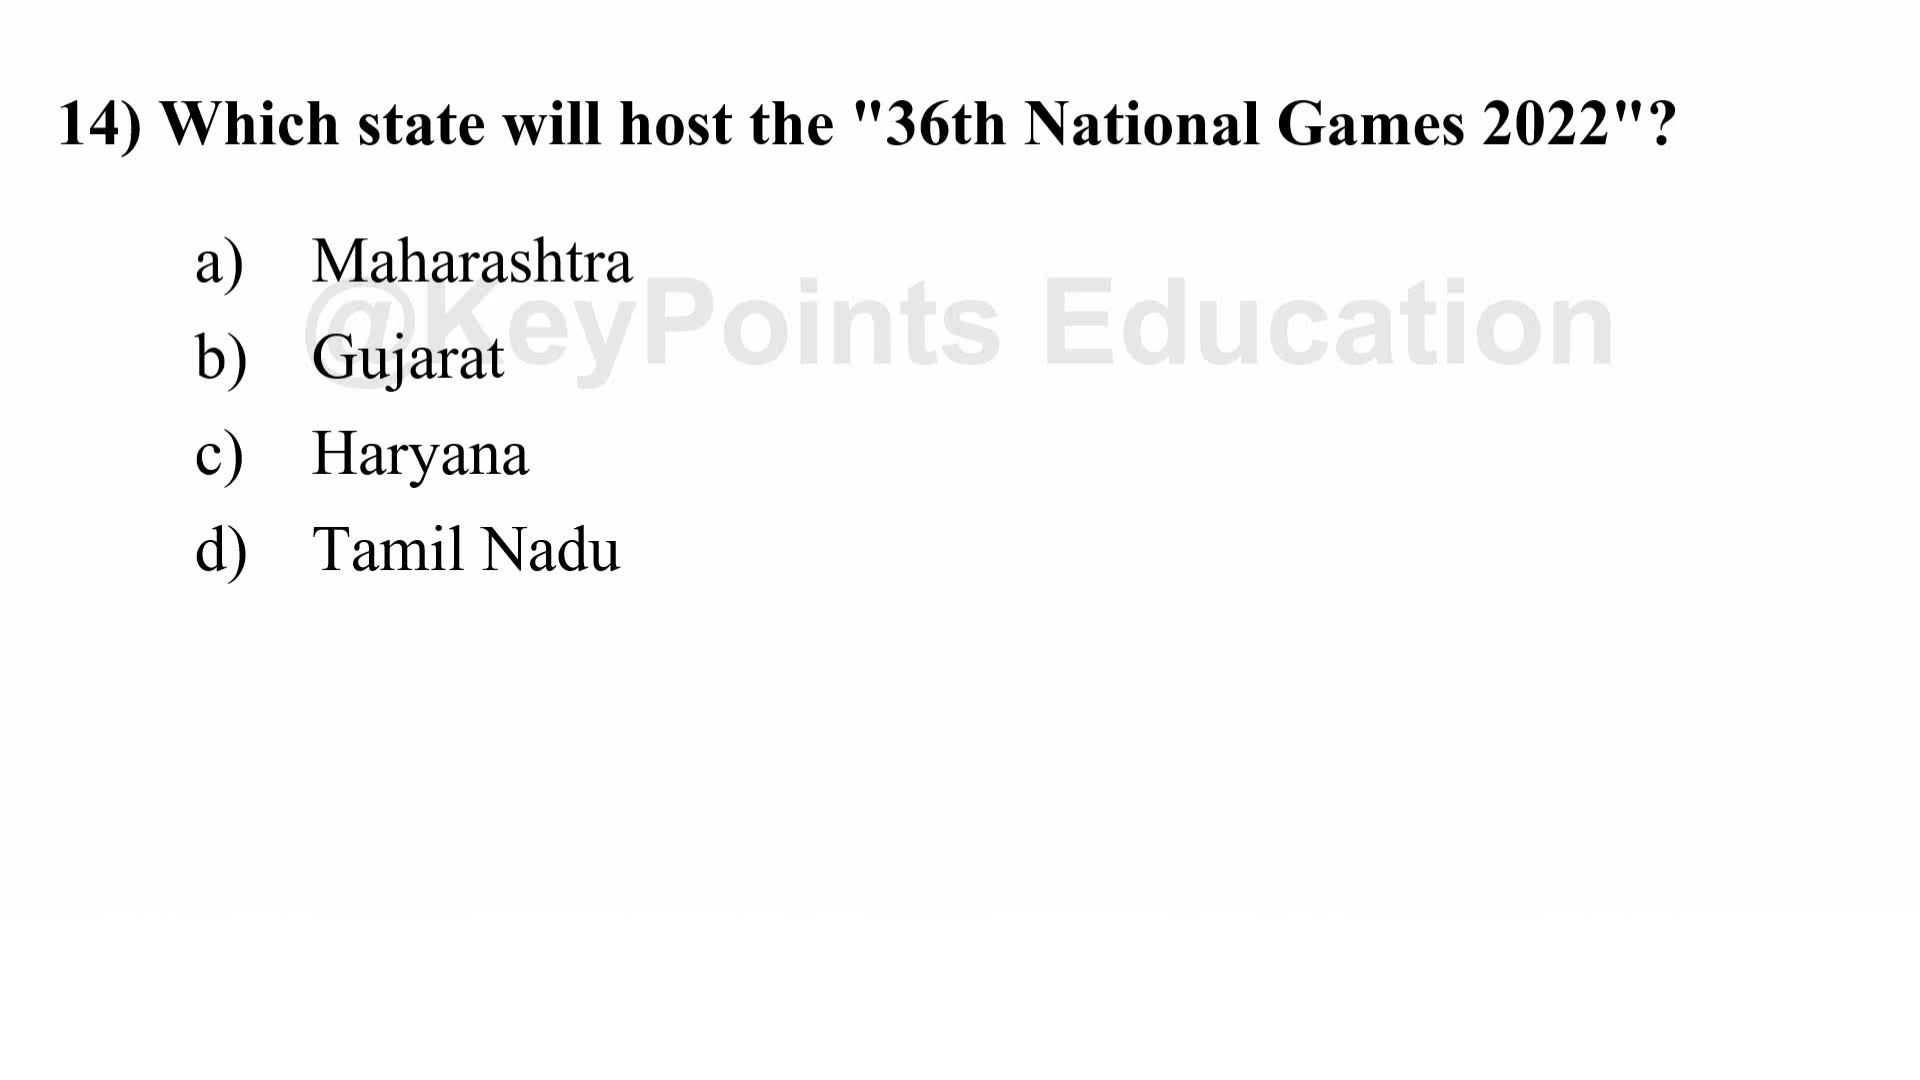 14) Which state will host the "36th National Games 2022"?
a) Maharashtra
@KeyPoints Education
b) Gujarat
c) Haryana
d) Tamil Nadu